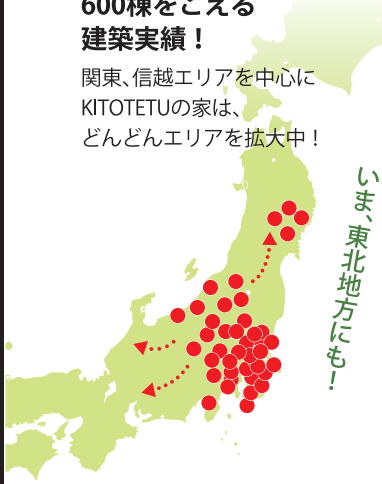 600棟をこえる
建築実績！
関東、信越エリアを中心に
KITOTETUの家は、
どんどんエリアを拡大中！
いま、東北地方にも！